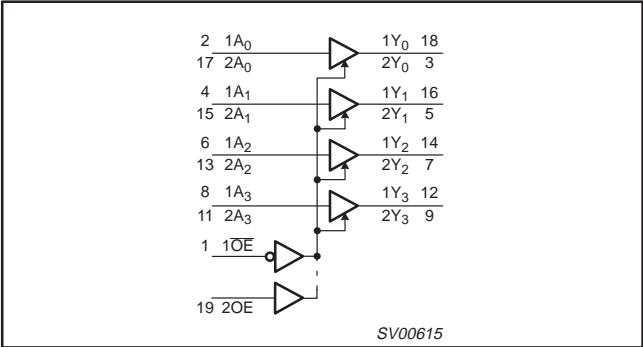 2 1A0 1Y0 18
17 2A0 2Y0 3
4 1A1 1Y1 16
15 2A1 2Y1 5
6 1A2 1Y2 14
13 2A2 2Y2 7
8 1A3 1Y3 12
11 2A3 2Y3 9
1 1O̅E̅
19 2OE
SV00615